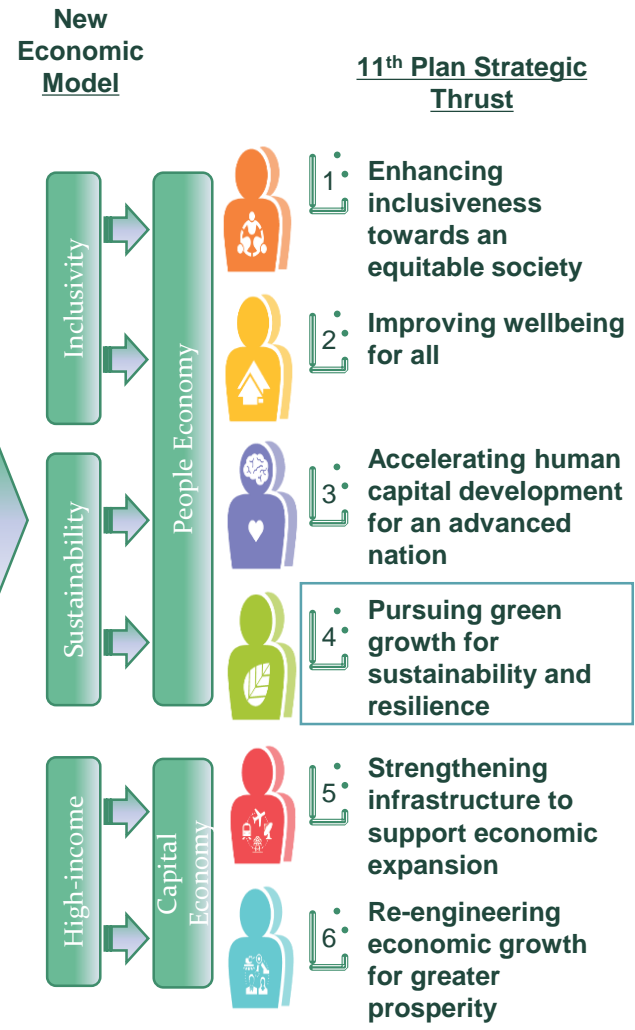 New
Economic
Model
11th Plan Strategic
Thrust
Inclusivity
Sustainability
High-income
People Economy
Capital
Economy
1
Enhancing
inclusiveness
towards an
equitable society
2
Improving wellbeing
for all
3
Accelerating human
capital development
for an advanced
nation
4
Pursuing green
growth for
sustainability and
resilience
5
Strengthening
infrastructure to
support economic
expansion
6
Re-engineering
economic growth
for greater
prosperity